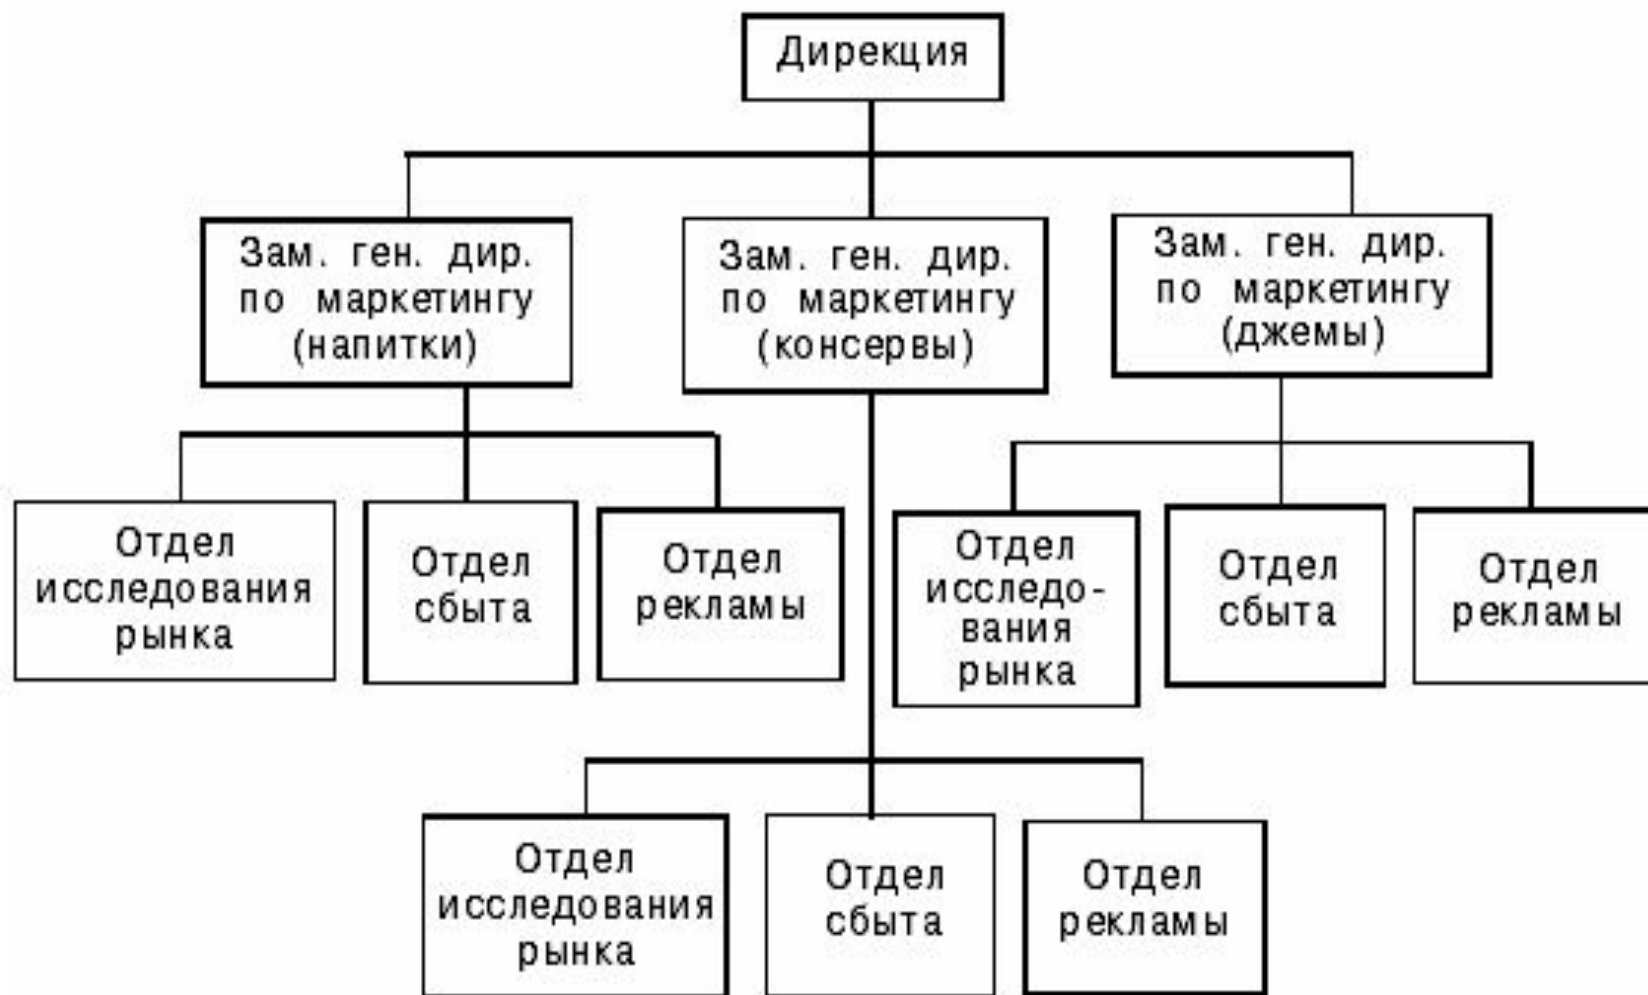 Дирекция
Зам. ген. дир.
по маркетингу
(напитки)
Зам. ген. дир.
по маркетингу
(консервы)
Зам. ген. дир.
по маркетингу
(джемы)
Отдел
исследования
рынка
Отдел
сбыта
Отдел
рекламы
Отдел
исследо-
вания
рынка
Отдел
сбыта
Отдел
рекламы
Отдел
исследования
рынка
Отдел
сбыта
Отдел
рекламы